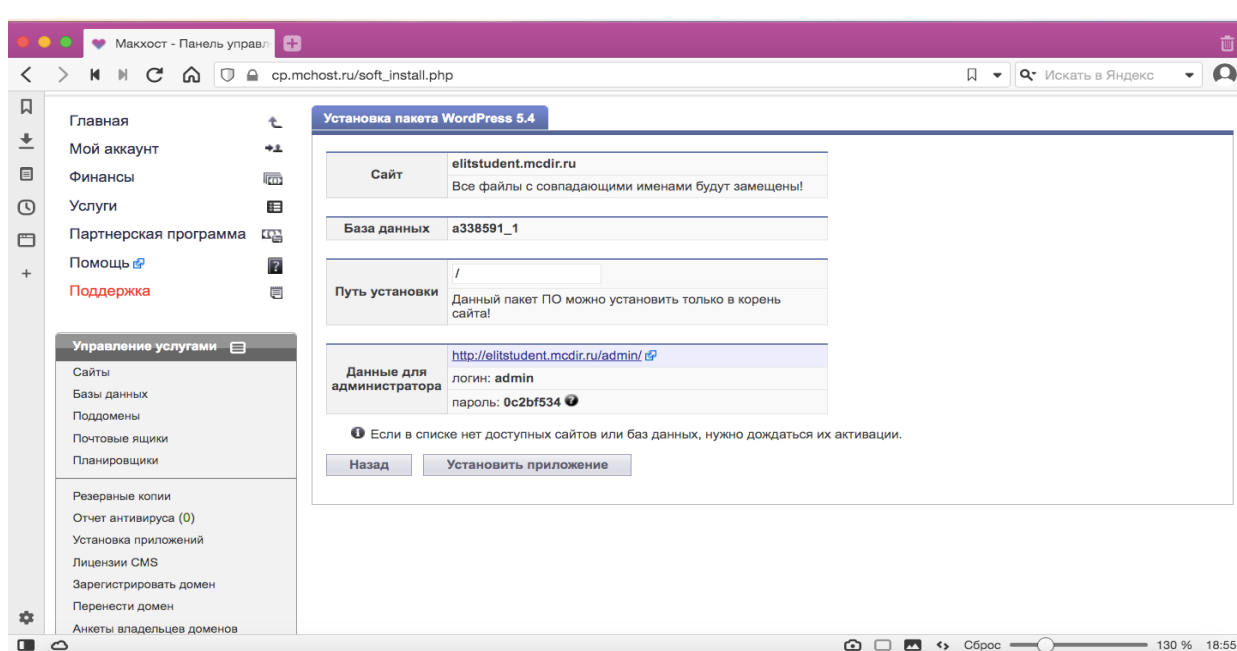 Макхост - Панель управл
cp.mchost.ru/soft_install.php
Искать в Яндекс
Главная
Мой аккаунт
Финансы
Услуги
Партнерская программа
Помощь
Поддержка
Управление услугами
Сайты
Базы данных
Поддомены
Почтовые ящики
Планировщики
Резервные копии
Отчет антивируса (0)
Установка приложений
Лицензии CMS
Зарегистрировать домен
Перенести домен
Анкеты владельцев доменов
Установка пакета WordPress 5.4
Сайт
elitstudent.mcdir.ru
Все файлы с совпадающими именами будут замещены!
База данных
a338591_1
Путь установки
/
Данный пакет ПО можно установить только в корень
сайта!
Данные для
администратора
http://elitstudent.mcdir.ru/admin/
логин: admin
пароль: 0c2bf534
Если в списке нет доступных сайтов или баз данных, нужно дождаться их активации.
Назад
Установить приложение
Сброс
130 %
18:55